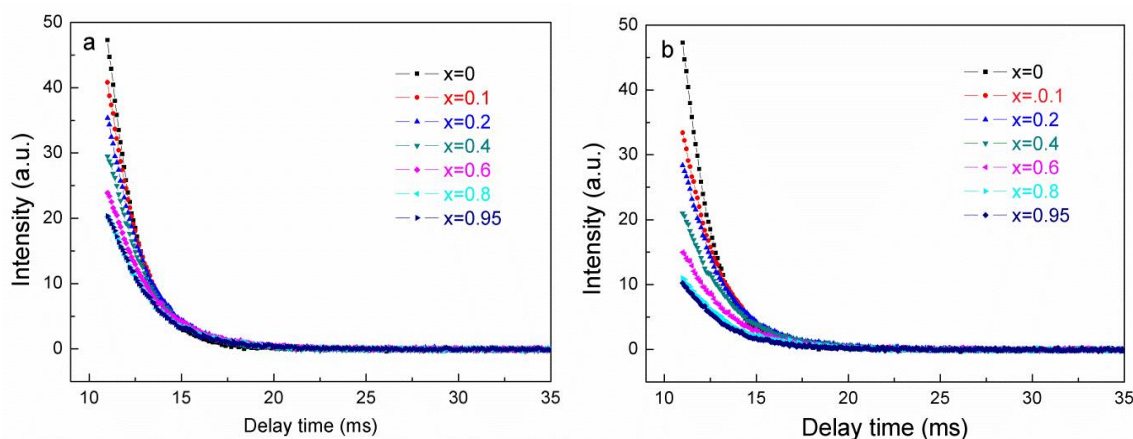 a
50
40
30
20
10
0
Intensity (a.u.)
x=0
x=0.1
x=0.2
x=0.4
x=0.6
x=0.8
x=0.95
10 15 20 25 30 35
Delay time (ms)
b
50
40
30
20
10
0
Intensity (a.u.)
x=0
x=.0.1
x=0.2
x=0.4
x=0.6
x=0.8
x=0.95
10 15 20 25 30 35
Delay time (ms)